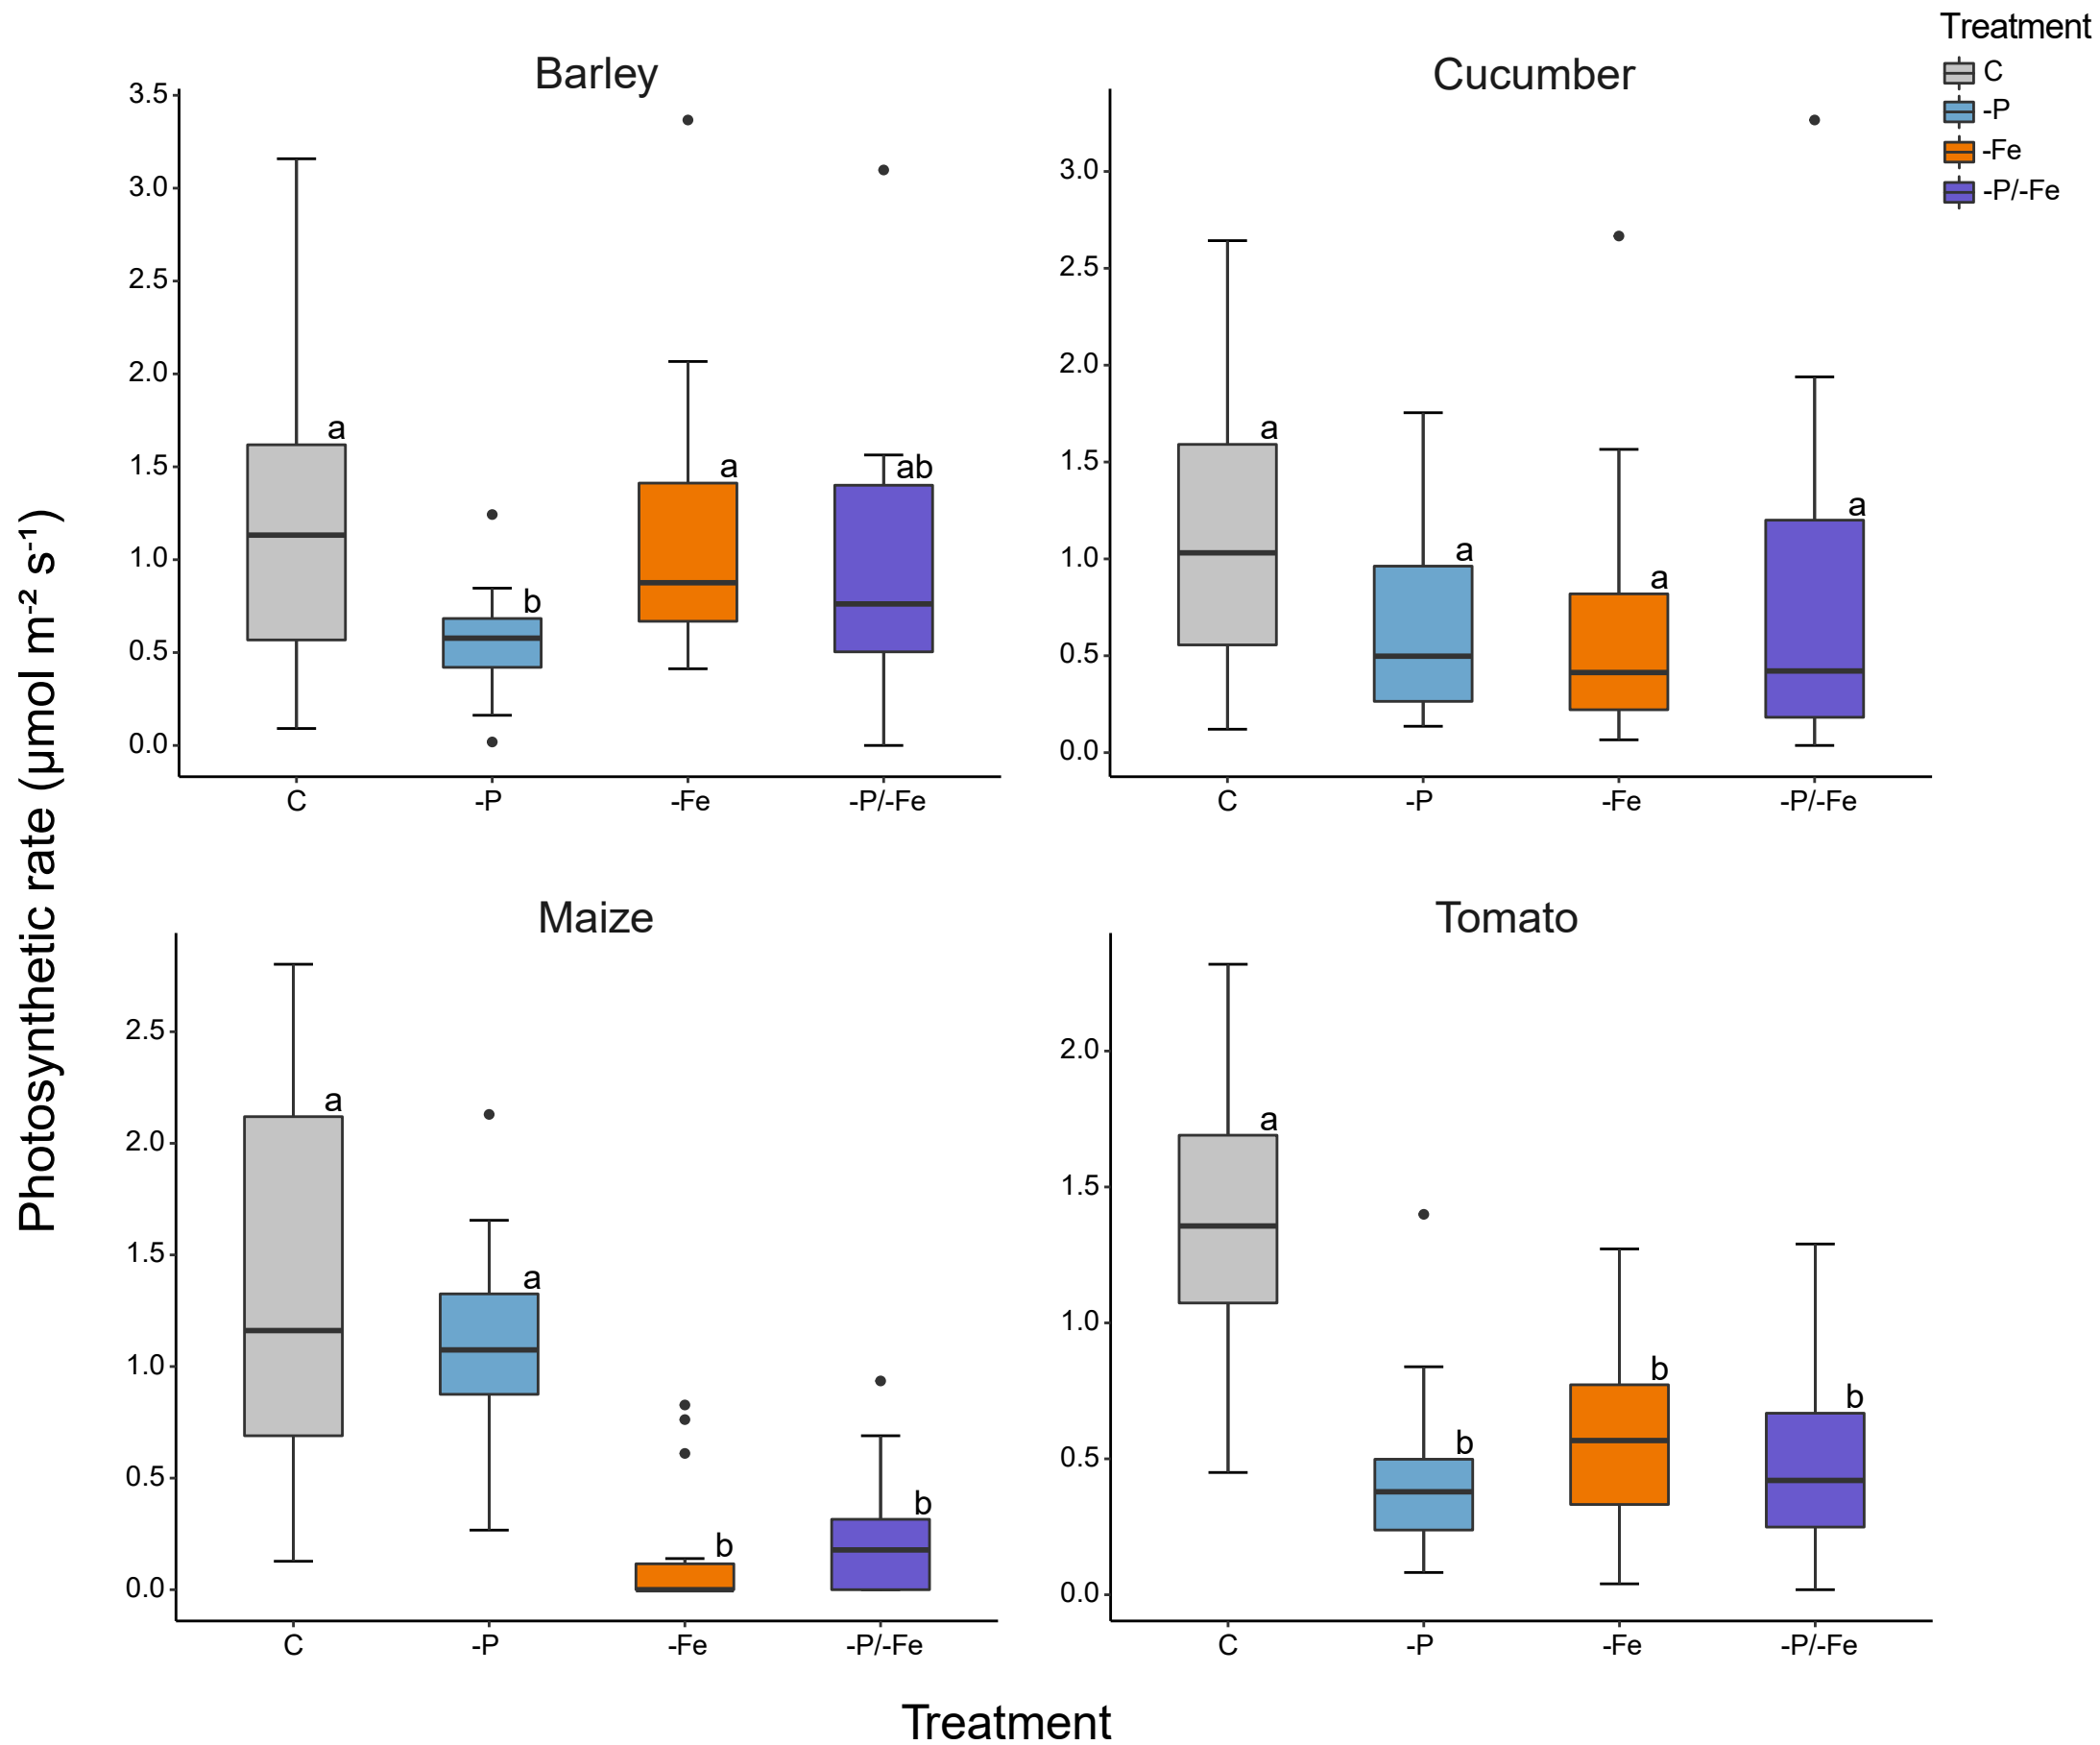 Treatment
C
-P
-Fe
-P/-Fe
Photosynthetic rate (μmol m⁻² s⁻¹)
Barley
3.5
3.0
2.5
2.0
1.5
1.0
0.5
0.0
a
b
a
ab
C
-P
-Fe
-P/-Fe
Cucumber
3.0
2.5
2.0
1.5
1.0
0.5
0.0
a
a
a
a
C
-P
-Fe
-P/-Fe
Maize
2.5
2.0
1.5
1.0
0.5
0.0
a
a
b
b
C
-P
-Fe
-P/-Fe
Tomato
2.0
1.5
1.0
0.5
0.0
a
b
b
b
C
-P
-Fe
-P/-Fe
Treatment